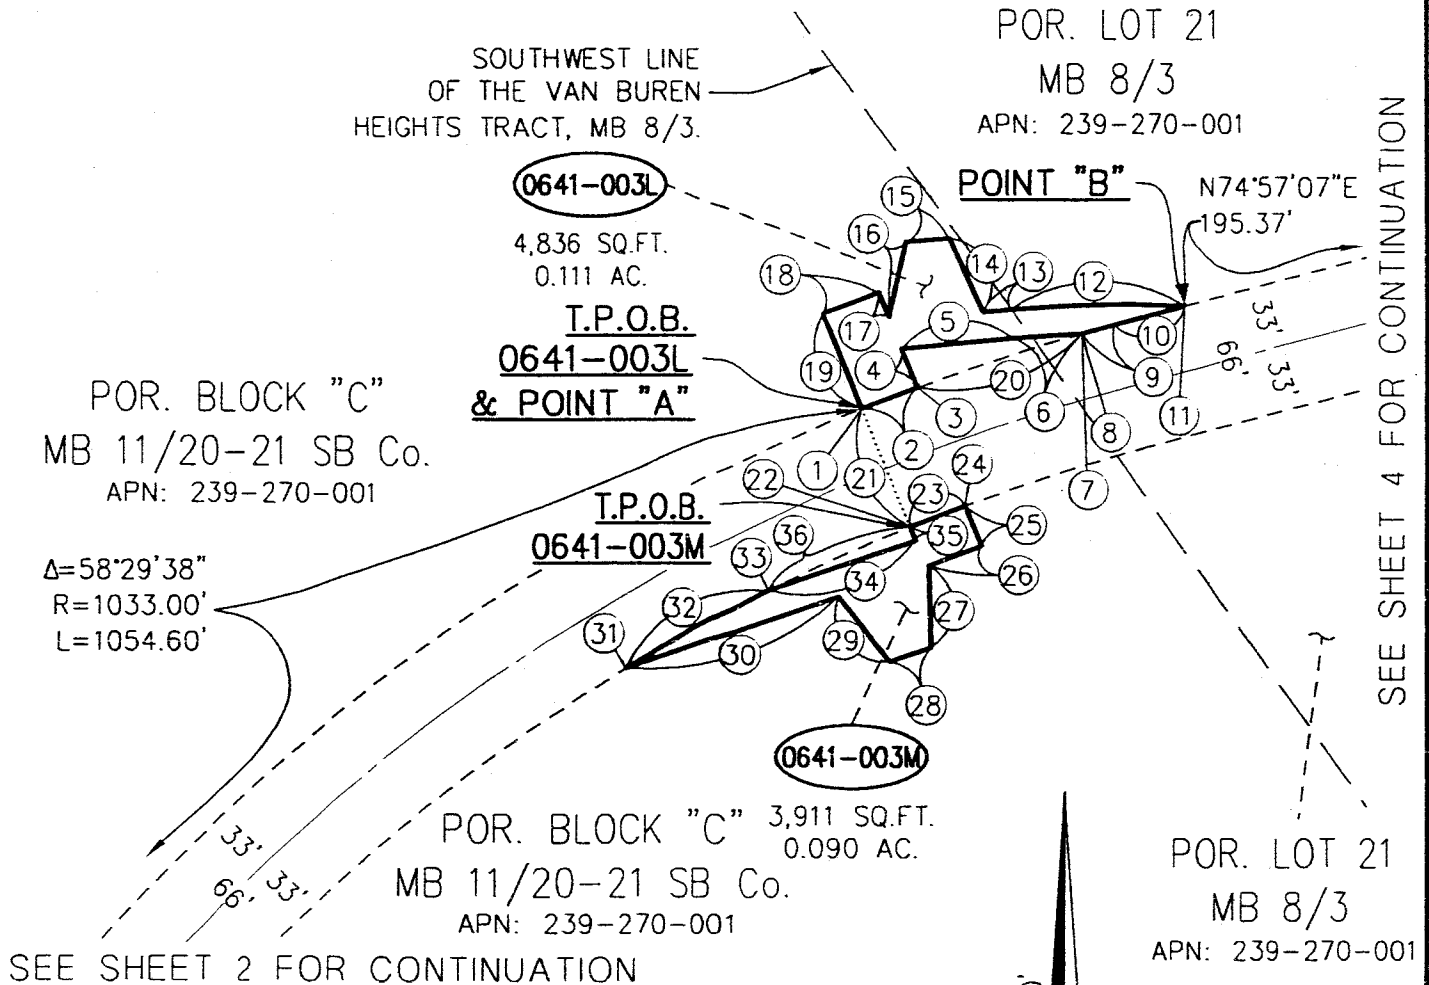 POR. LOT 21
MB 8/3
APN: 239-270-001
SOUTHWEST LINE
OF THE VAN BUREN
HEIGHTS TRACT, MB 8/3.
0641-003L
4,836 SQ.FT.
0.111 AC.
POINT "B"
N74°57'07"E
195.37'
SEE SHEET 4 FOR CONTINUATION
15
16
18
14
13
12
17
5
10
19
4
20
3
6
9
8
11
T.P.O.B.
0641-003L
& POINT "A"
33'
66'
33'
POR. BLOCK "C"
MB 11/20-21 SB Co.
APN: 239-270-001
22
1
21
2
23
24
7
T.P.O.B.
0641-003M
36
35
25
33
34
26
32
27
31
30
29
28
Δ=58°29'38"
R=1033.00'
L=1054.60'
0641-003M
3,911 SQ.FT.
0.090 AC.
33'
66'
33'
POR. BLOCK "C"
MB 11/20-21 SB Co.
APN: 239-270-001
POR. LOT 21
MB 8/3
APN: 239-270-001
SEE SHEET 2 FOR CONTINUATION